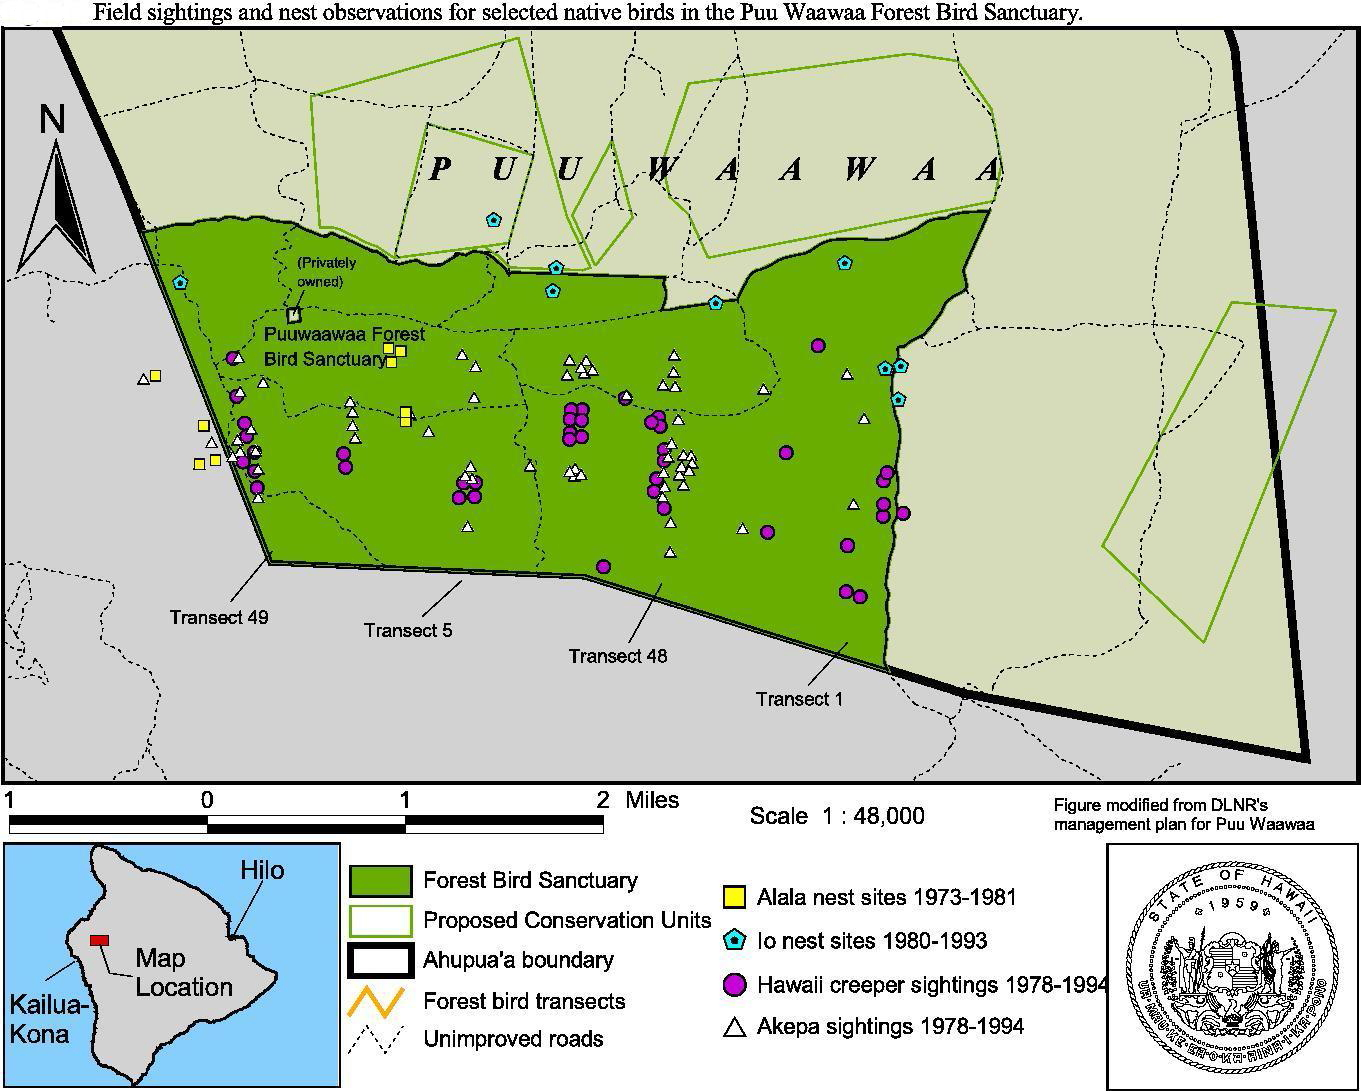 Field sightings and nest observations for selected native birds in the Puu Waawaa Forest Bird Sanctuary.
N
P U U W A A W A A
(Privately
owned)
Puuwaawaa Forest
Bird Sanctuary
Transect 49
Transect 5
Transect 48
Transect 1
1 0 1 2 Miles
Scale 1 : 48,000
Figure modified from DLNR's
management plan for Puu Waawaa
Hilo
Map
Location
Kailua-
Kona
Forest Bird Sanctuary
Proposed Conservation Units
Ahupua'a boundary
Forest bird transects
Unimproved roads
Alala nest sites 1973-1981
Io nest sites 1980-1993
Hawaii creeper sightings 1978-1994
Akepa sightings 1978-1994
STATE OF HAWAII
1959